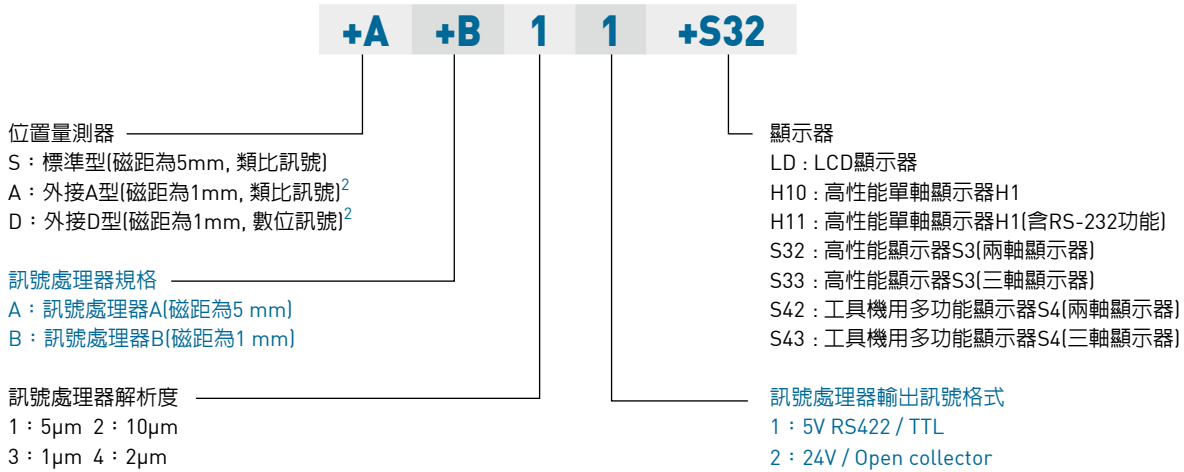 +A +B 1 1 +S32
位置量測器
S：標準型(磁距為5mm, 類比訊號)
A：外接A型(磁距為1mm, 類比訊號)2
D：外接D型(磁距為1mm, 數位訊號)2
訊號處理器規格
A：訊號處理器A(磁距為5 mm)
B：訊號處理器B(磁距為1 mm)
訊號處理器解析度
1：5μm 2：10μm
3：1μm 4：2μm
顯示器
LD : LCD顯示器
H10 : 高性能單軸顯示器H1
H11 : 高性能單軸顯示器H1(含RS-232功能)
S32 : 高性能顯示器S3(兩軸顯示器)
S33 : 高性能顯示器S3(三軸顯示器)
S42 : 工具機用多功能顯示器S4(兩軸顯示器)
S43 : 工具機用多功能顯示器S4(三軸顯示器)
訊號處理器輸出訊號格式
1：5V RS422 / TTL
2：24V / Open collector